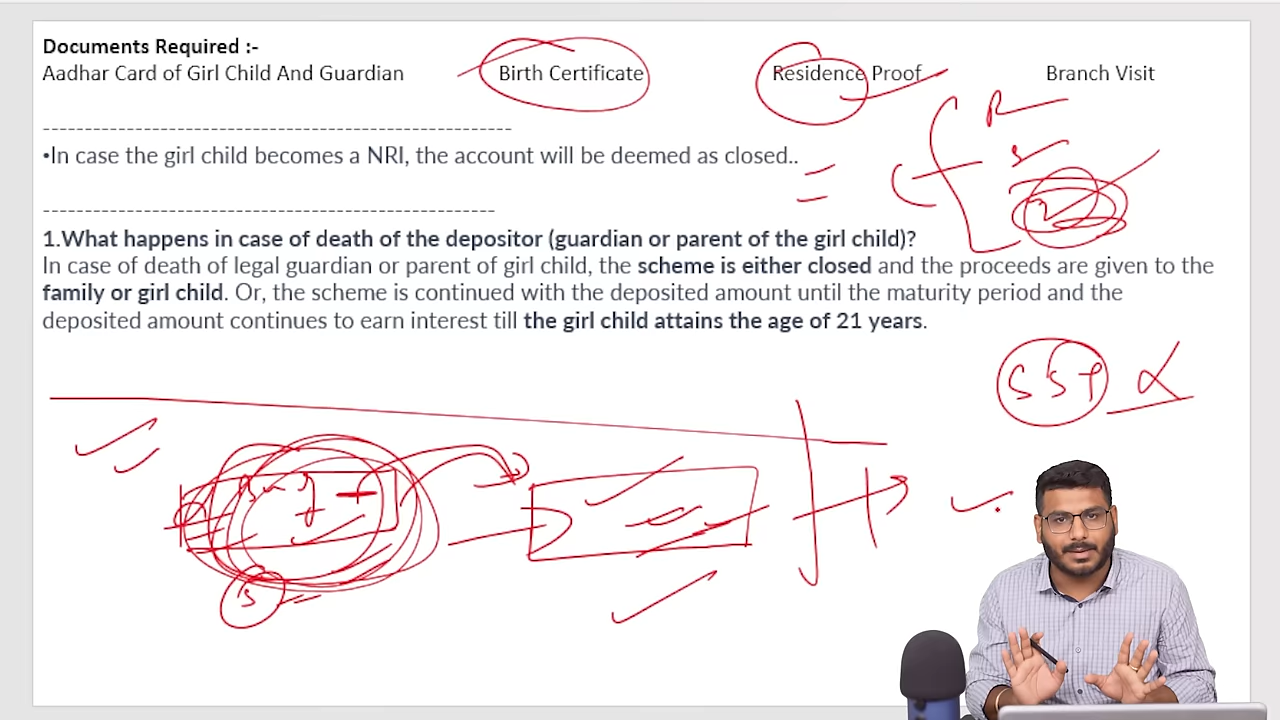 Documents Required :-
Aadhar Card of Girl Child And Guardian Birth Certificate Residence Proof Branch Visit
-------------------------------------------------------
•In case the girl child becomes a NRI, the account will be deemed as closed..
-----------------------------------------------------
1.What happens in case of death of the depositor (guardian or parent of the girl child)?
In case of death of legal guardian or parent of girl child, the scheme is either closed and the proceeds are given to the
family or girl child. Or, the scheme is continued with the deposited amount until the maturity period and the
deposited amount continues to earn interest till the girl child attains the age of 21 years.